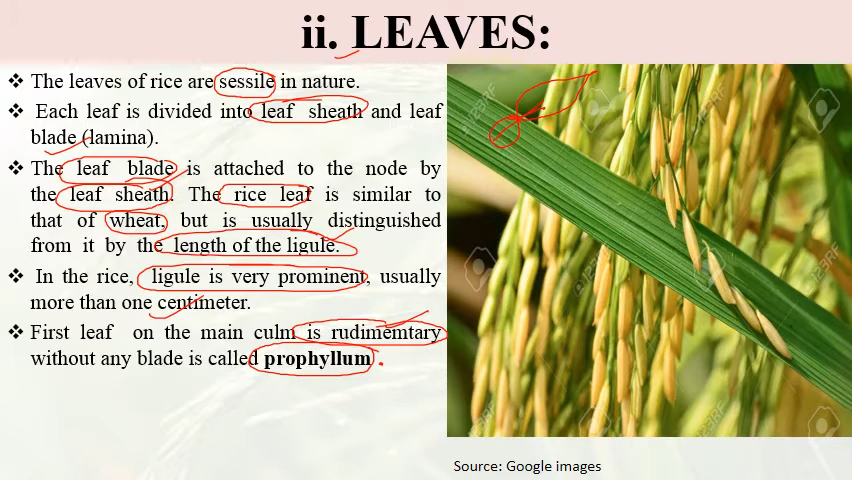 ii. LEAVES:
❖ The leaves of rice are sessile in nature.
❖ Each leaf is divided into leaf sheath and leaf
blade (lamina).
❖ The leaf blade is attached to the node by
the leaf sheath. The rice leaf is similar to
that of wheat, but is usually distinguished
from it by the length of the ligule.
❖ In the rice, ligule is very prominent, usually
more than one centimeter.
❖ First leaf on the main culm is rudimemtary
without any blade is called prophyllum.
123RF
Source: Google images